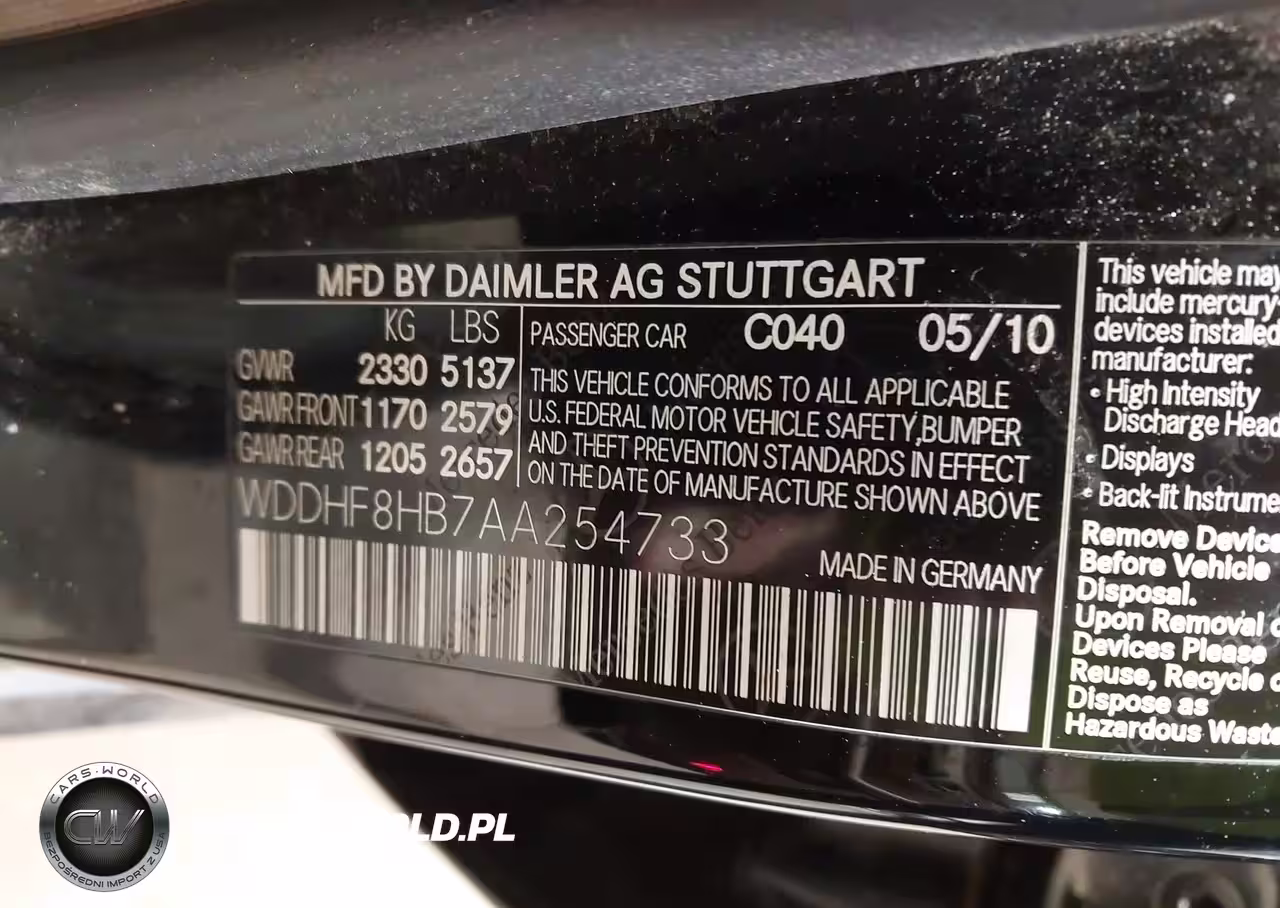 MFD BY DAIMLER AG STUTTGART
KG LBS
GVWR 2330 5137
GAWR FRONT 1170 2579
GAWR REAR 1205 2657
PASSENGER CAR C040 05/10
THIS VEHICLE CONFORMS TO ALL APPLICABLE
U.S. FEDERAL MOTOR VEHICLE SAFETY,BUMPER
AND THEFT PREVENTION STANDARDS IN EFFECT
ON THE DATE OF MANUFACTURE SHOWN ABOVE
WDDHF8HB7AA254733
MADE IN GERMANY
This vehicle may
include mercury-
devices installed
manufacturer:
• High Intensity
Discharge Head
• Displays
• Back-lit Instrume
Remove Device
Before Vehicle
Disposal.
Upon Removal o
Devices Please
Reuse, Recycle o
Dispose as
Hazardous Waste
CARS·WORLD
CW
BEZPOŚREDNI IMPORT Z USA
LD.PL